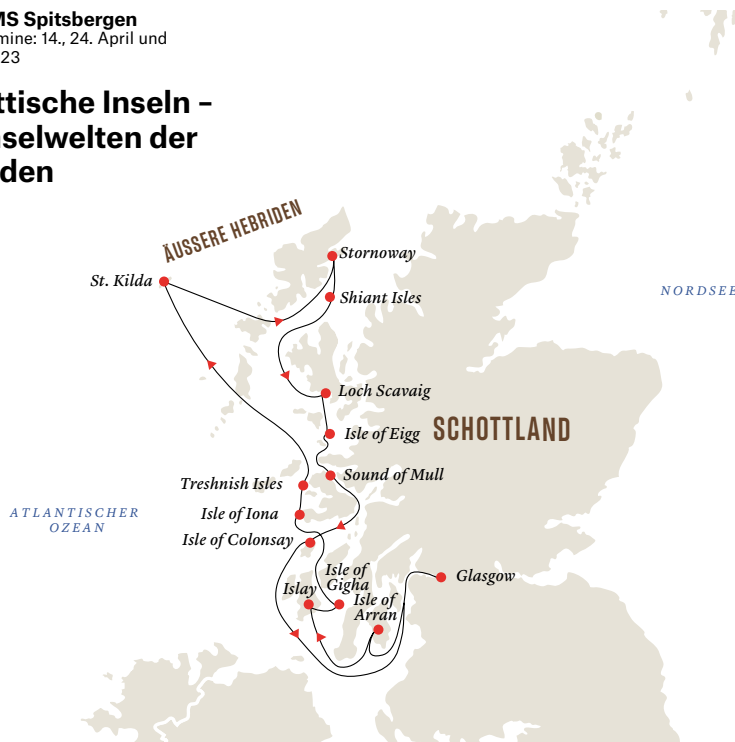 MS Spitsbergen
mine: 14., 24. April und
23
ttische Inseln –
selwelten der
den
ÄUSSERE HEBRIDEN
Stornoway
St. Kilda
Shiant Isles
NORDSEE
Loch Scavaig
Isle of Eigg
SCHOTTLAND
Sound of Mull
Treshnish Isles
Isle of Iona
ATLANTISCHER
OZEAN
Isle of Colonsay
Isle of
Gigha
Glasgow
Islay
Isle of
Arran